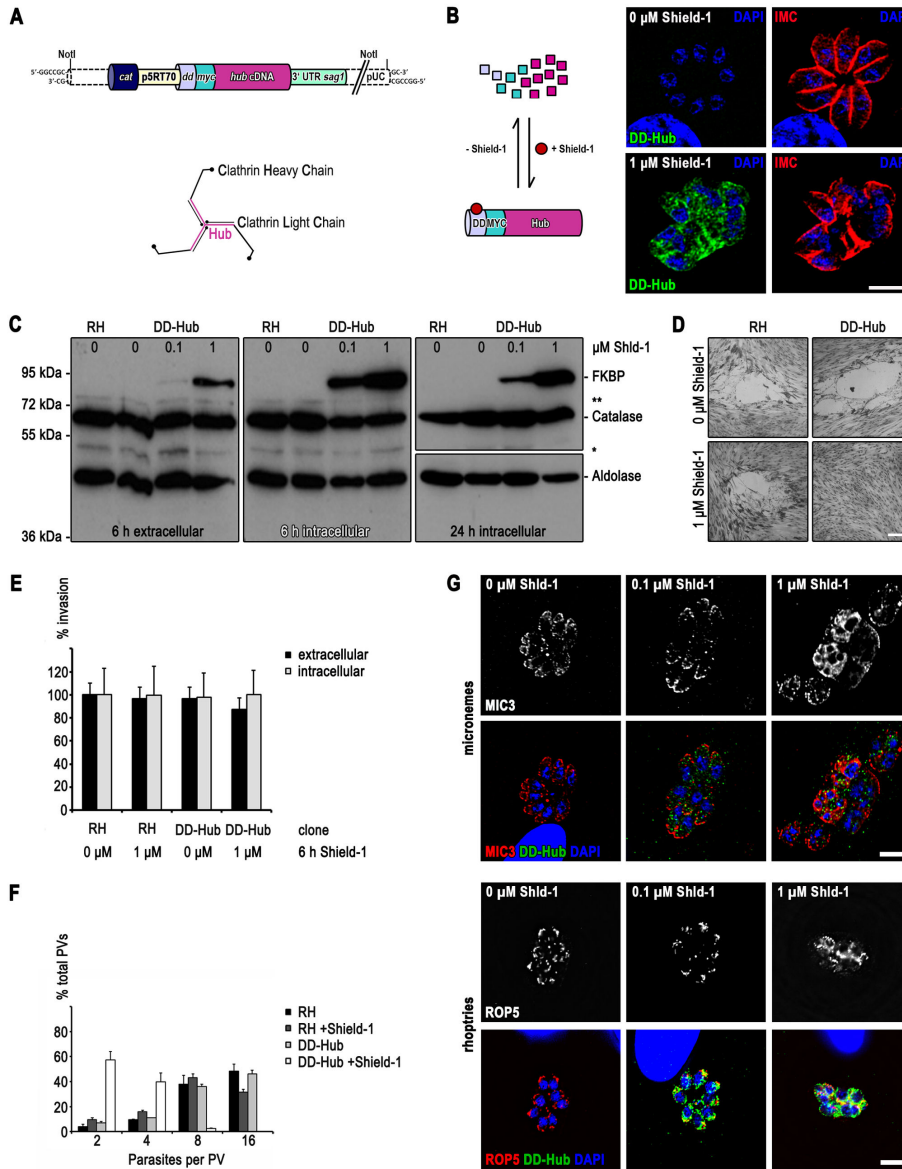 A
NotI
NotI
5'-GGCCGC
3'-CG
cat
p5RT70
dd
myc
hub cDNA
3' UTR sag1
pUC
GC-3'
CGCCGG-5'
Clathrin Heavy Chain
Clathrin Light Chain
Hub
B
- Shield-1
+ Shield-1
DD
MYC
Hub
0 µM Shield-1
DAPI
DD-Hub
IMC
DAPI
1 µM Shield-1
DAPI
DD-Hub
IMC
DAPI
C
RH
DD-Hub
RH
DD-Hub
RH
DD-Hub
0
0
0.1
1
0
0
0.1
1
0
0
0.1
1
µM Shld-1
95 kDa -
72 kDa -
55 kDa -
36 kDa -
- FKBP
**
- Catalase
*
- Aldolase
6 h extracellular
6 h intracellular
24 h intracellular
D
RH
DD-Hub
0 µM Shield-1
1 µM Shield-1
E
% invasion
120
100
80
60
40
20
0
extracellular
intracellular
RH
RH
DD-Hub
DD-Hub
clone
0 µM
1 µM
0 µM
1 µM
6 h Shield-1
F
% total PVs
80
60
40
20
0
RH
RH +Shield-1
DD-Hub
DD-Hub +Shield-1
2
4
8
16
Parasites per PV
G
0 µM Shld-1
0.1 µM Shld-1
1 µM Shld-1
MIC3
micronemes
MIC3 DD-Hub DAPI
0 µM Shld-1
0.1 µM Shld-1
1 µM Shld-1
ROP5
rhoptries
ROP5 DD-Hub DAPI